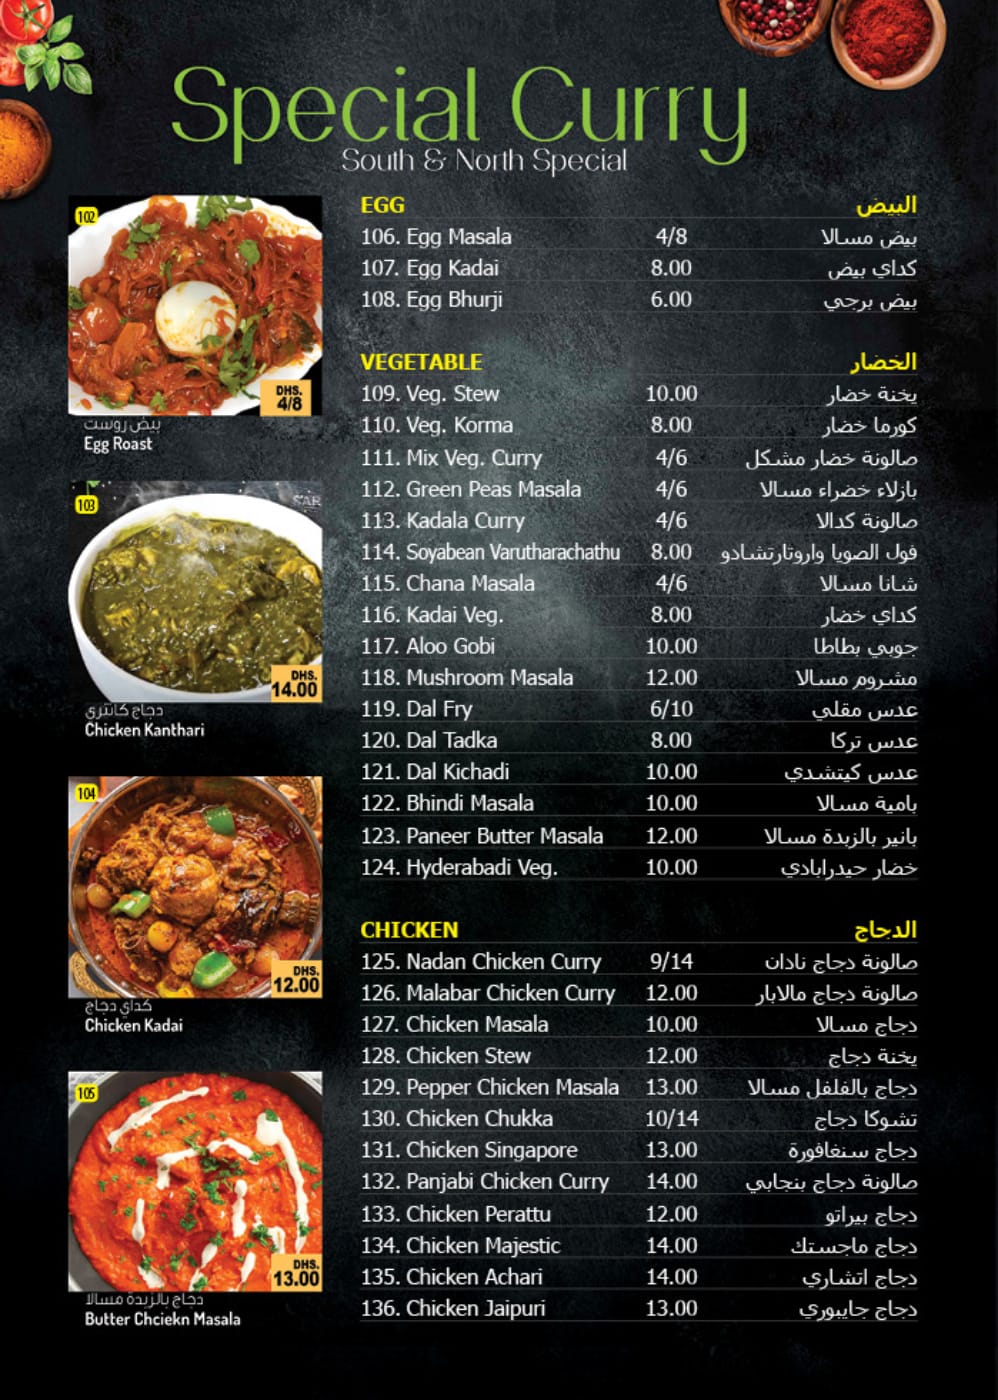 Special Curry
South & North Special
102
DHS.
4/8
بيض روست
Egg Roast
103
DHS.
14.00
دجاج كانثري
Chicken Kanthari
104
DHS.
12.00
كداي دجاج
Chicken Kadai
105
DHS.
13.00
دجاج بالزبدة مسالا
Butter Chciekn Masala
EGG البيض
106. Egg Masala 4/8 بيض مسالا
107. Egg Kadai 8.00 كداي بيض
108. Egg Bhurji 6.00 بيض برجي
VEGETABLE الخضار
109. Veg. Stew 10.00 يخنة خضار
110. Veg. Korma 8.00 كورما خضار
111. Mix Veg. Curry 4/6 صالونة خضار مشكل
112. Green Peas Masala 4/6 بازلاء خضراء مسالا
113. Kadala Curry 4/6 صالونة كدالا
114. Soyabean Varutharachathu 8.00 فول الصويا واروتارتشادو
115. Chana Masala 4/6 شانا مسالا
116. Kadai Veg. 8.00 كداي خضار
117. Aloo Gobi 10.00 جوبي بطاطا
118. Mushroom Masala 12.00 مشروم مسالا
119. Dal Fry 6/10 عدس مقلي
120. Dal Tadka 8.00 عدس تركا
121. Dal Kichadi 10.00 عدس كيتشدي
122. Bhindi Masala 10.00 بامية مسالا
123. Paneer Butter Masala 12.00 بانير بالزبدة مسالا
124. Hyderabadi Veg. 10.00 خضار حيدرابادي
CHICKEN الدجاج
125. Nadan Chicken Curry 9/14 صالونة دجاج نادان
126. Malabar Chicken Curry 12.00 صالونة دجاج مالابار
127. Chicken Masala 10.00 دجاج مسالا
128. Chicken Stew 12.00 يخنة دجاج
129. Pepper Chicken Masala 13.00 دجاج بالفلفل مسالا
130. Chicken Chukka 10/14 تشوكا دجاج
131. Chicken Singapore 13.00 دجاج سنغافورة
132. Panjabi Chicken Curry 14.00 صالونة دجاج بنجابي
133. Chicken Perattu 12.00 دجاج بيراتو
134. Chicken Majestic 14.00 دجاج ماجستك
135. Chicken Achari 14.00 دجاج اتشاري
136. Chicken Jaipuri 13.00 دجاج جايبوري